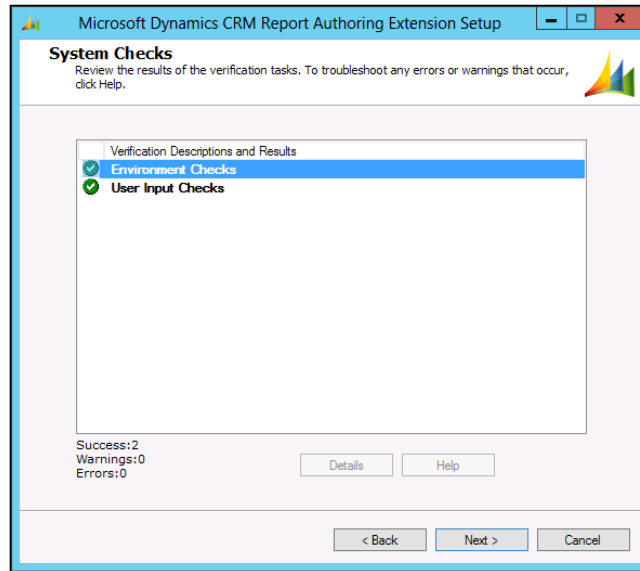 Microsoft Dynamics CRM Report Authoring Extension Setup
System Checks
Review the results of the verification tasks. To troubleshoot any errors or warnings that occur,
click Help.
Verification Descriptions and Results
Environment Checks
User Input Checks
Success:2
Warnings:0
Errors:0
Details
Help
< Back
Next >
Cancel